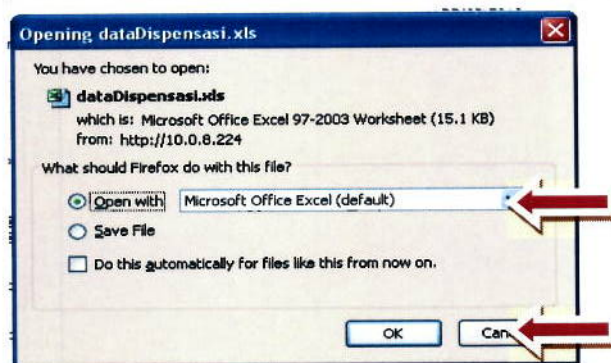 Opening dataDispensasi.xls
You have chosen to open:
dataDispensasi.xls
which is: Microsoft Office Excel 97-2003 Worksheet (15.1 KB)
from: http://10.0.8.224
What should Firefox do with this file?
Open with Microsoft Office Excel (default)
Save File
Do this automatically for files like this from now on.
OK Can